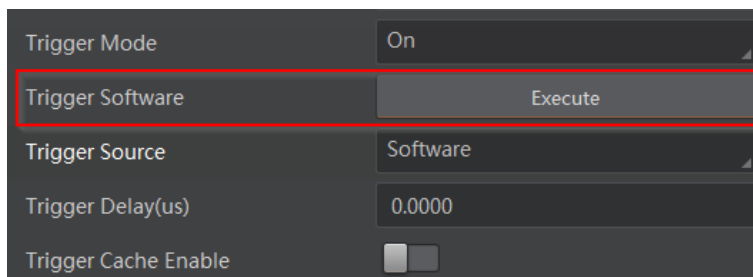 Trigger Mode On
Trigger Software Execute
Trigger Source Software
Trigger Delay(us) 0.0000
Trigger Cache Enable